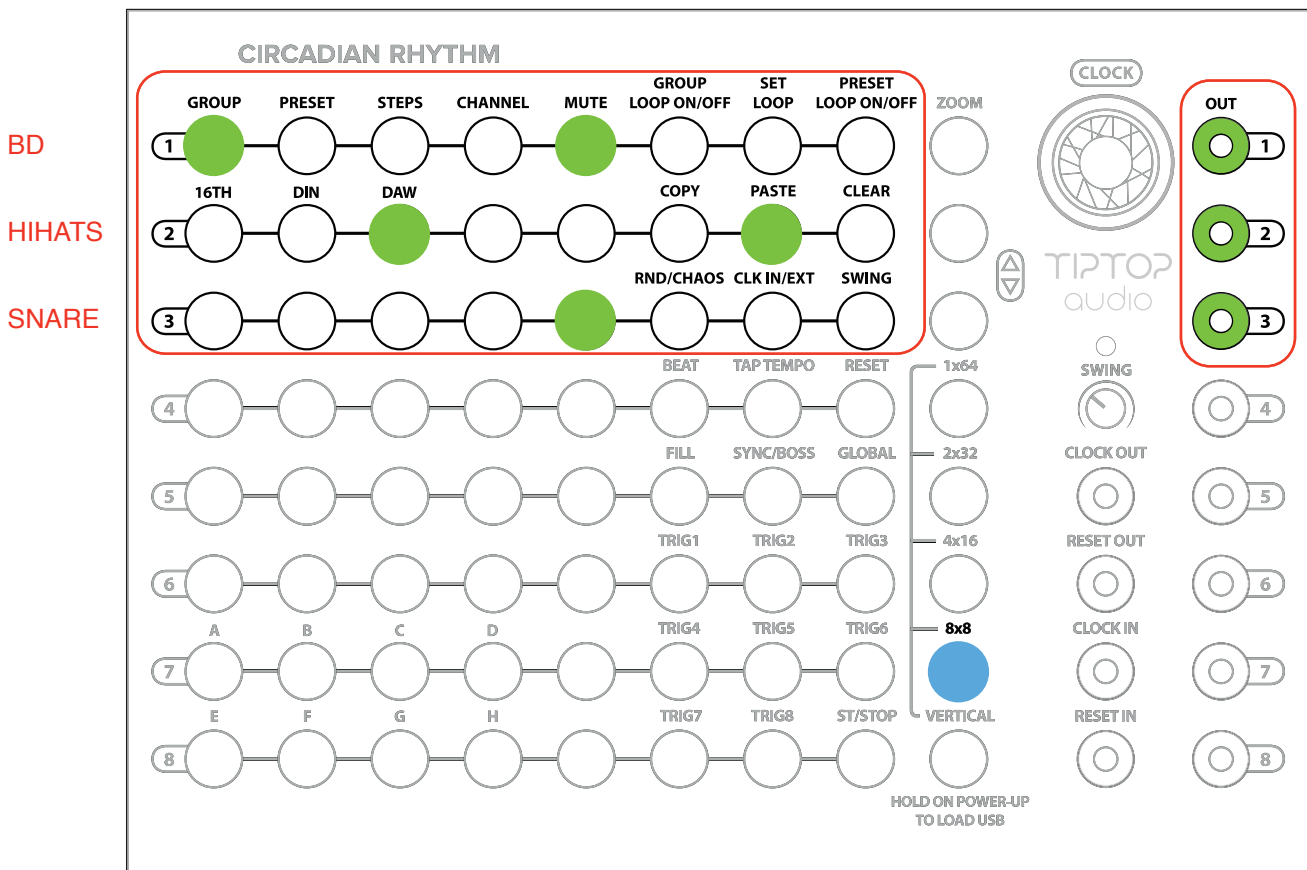 CIRCADIAN RHYTHM
CLOCK
GROUP SET PRESET
GROUP PRESET STEPS CHANNEL MUTE LOOP ON/OFF LOOP LOOP ON/OFF ZOOM OUT
BD 1 1
16TH DIN DAW COPY PASTE CLEAR
HIHATS 2 2
TIPTOP
audio
RND/CHAOS CLK IN/EXT SWING
SNARE 3 3
BEAT TAP TEMPO RESET 1x64 SWING
4 4
FILL SYNC/BOSS GLOBAL 2x32 CLOCK OUT
5 5
TRIG1 TRIG2 TRIG3 4x16 RESET OUT
6 6
A B C D TRIG4 TRIG5 TRIG6 8x8 CLOCK IN
7 7
E F G H TRIG7 TRIG8 ST/STOP VERTICAL RESET IN
8 8
HOLD ON POWER-UP
TO LOAD USB